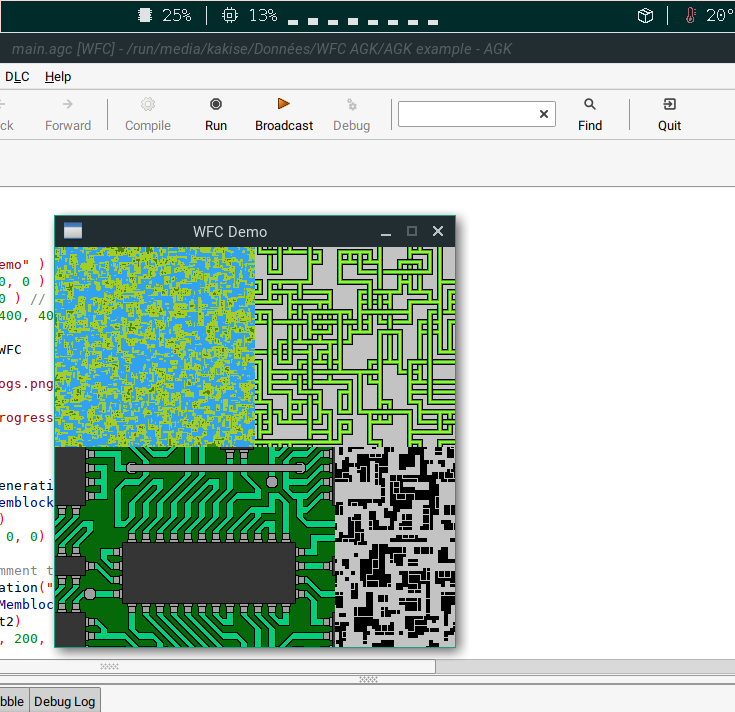 25% 13% 20°
main.agc [WFC] - /run/media/kakise/Données/WFC AGK/AGK example - AGK
DLC Help
ck Forward Compile Run Broadcast Debug Find Quit
WFC Demo
emo" )
0, 0 )
0 ) //
400, 40
WFC
ogs.png
rogress
enerati
emblock
)
0, 0)
mment t
ation("
Membloc
t2)
, 200,
bble Debug Log